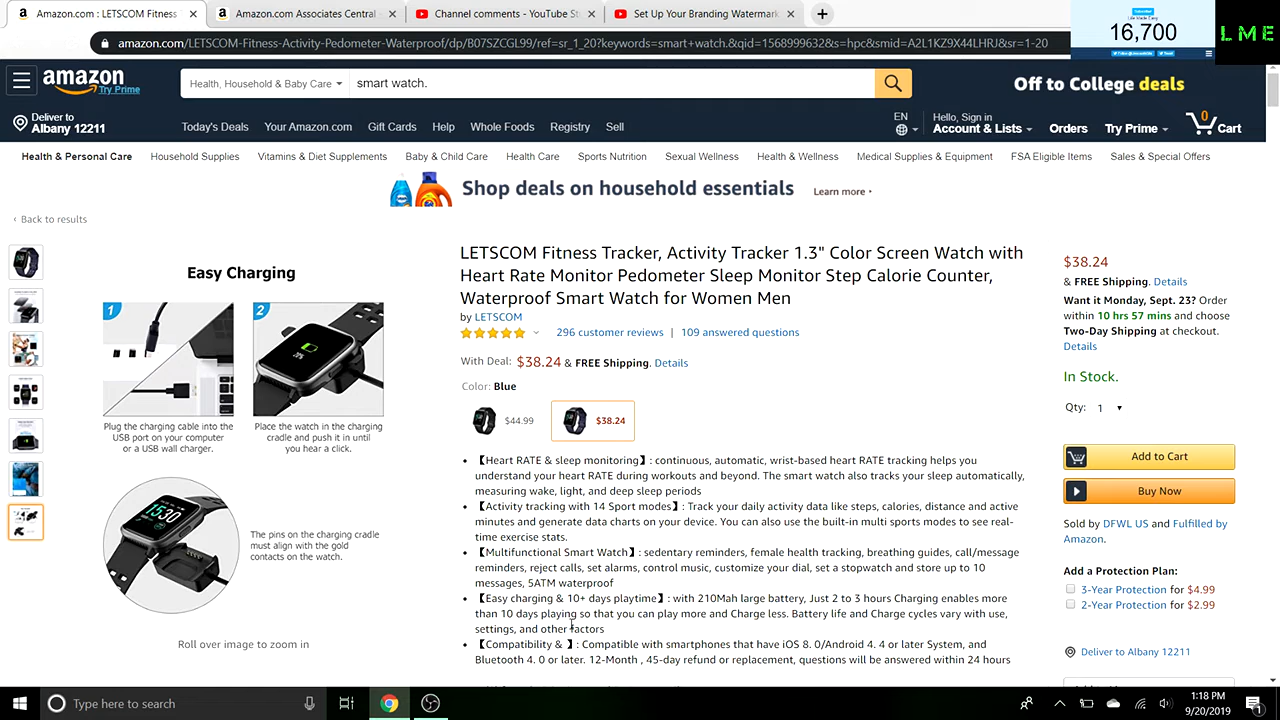 Amazon.com : LETSCOM Fitness
Amazon.com Associates Central -
Channel comments - YouTube St
Set Up Your Branding Watermark
16,700
LME
amazon.com/LETSCOM-Fitness-Activity-Pedometer-Waterproof/dp/B07SZCGL99/ref=sr_1_20?keywords=smart+watch.&qid=1568999632&s=hpc&smid=A2L1KZ9X44LHRJ&sr=1-20
amazon
Try Prime
Health, Household & Baby Care
smart watch.
Off to College deals
Deliver to
Albany 12211
Today's Deals
Your Amazon.com
Gift Cards
Help
Whole Foods
Registry
Sell
EN
Hello, Sign in
Account & Lists
Orders
Try Prime
0
Cart
Health & Personal Care
Household Supplies
Vitamins & Diet Supplements
Baby & Child Care
Health Care
Sports Nutrition
Sexual Wellness
Health & Wellness
Medical Supplies & Equipment
FSA Eligible Items
Sales & Special Offers
Shop deals on household essentials
Learn more
‹ Back to results
Easy Charging
1
2
Plug the charging cable into the
USB port on your computer
or a USB wall charger.
Place the watch in the charging
cradle and push it in until
you hear a click.
The pins on the charging cradle
must align with the gold
contacts on the watch.
Roll over image to zoom in
LETSCOM Fitness Tracker, Activity Tracker 1.3" Color Screen Watch with
Heart Rate Monitor Pedometer Sleep Monitor Step Calorie Counter,
Waterproof Smart Watch for Women Men
by LETSCOM
296 customer reviews | 109 answered questions
With Deal: $38.24 & FREE Shipping. Details
Color: Blue
$44.99
$38.24
• 【Heart RATE & sleep monitoring】: continuous, automatic, wrist-based heart RATE tracking helps you
understand your heart RATE during workouts and beyond. The smart watch also tracks your sleep automatically,
measuring wake, light, and deep sleep periods
• 【Activity tracking with 14 Sport modes】: Track your daily activity data like steps, calories, distance and active
minutes and generate data charts on your device. You can also use the built-in multi sports modes to see real-
time exercise stats.
• 【Multifunctional Smart Watch】: sedentary reminders, female health tracking, breathing guides, call/message
reminders, reject calls, set alarms, control music, customize your dial, set a stopwatch and store up to 10
messages, 5ATM waterproof
• 【Easy charging & 10+ days playtime】: with 210Mah large battery, Just 2 to 3 hours Charging enables more
than 10 days playing so that you can play more and Charge less. Battery life and Charge cycles vary with use,
settings, and other factors
• 【Compatibility & 】: Compatible with smartphones that have iOS 8. 0/Android 4. 4 or later System, and
Bluetooth 4. 0 or later. 12-Month , 45-day refund or replacement, questions will be answered within 24 hours
$38.24
& FREE Shipping. Details
Want it Monday, Sept. 23? Order
within 10 hrs 57 mins and choose
Two-Day Shipping at checkout.
Details
In Stock.
Qty: 1
Add to Cart
Buy Now
Sold by DFWL US and Fulfilled by
Amazon.
Add a Protection Plan:
3-Year Protection for $4.99
2-Year Protection for $2.99
Deliver to Albany 12211
Type here to search
1:18 PM
9/20/2019